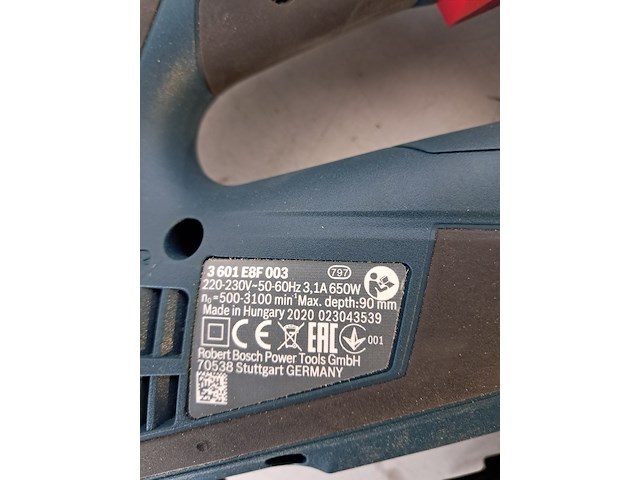 3 601 E8F 003 797
220-230V~50-60Hz 3,1A 650W
n₀=500-3100 min⁻¹ Max. depth:90 mm
Made in Hungary 2020 023043539
CE EAC 001
Robert Bosch Power Tools GmbH
70538 Stuttgart GERMANY